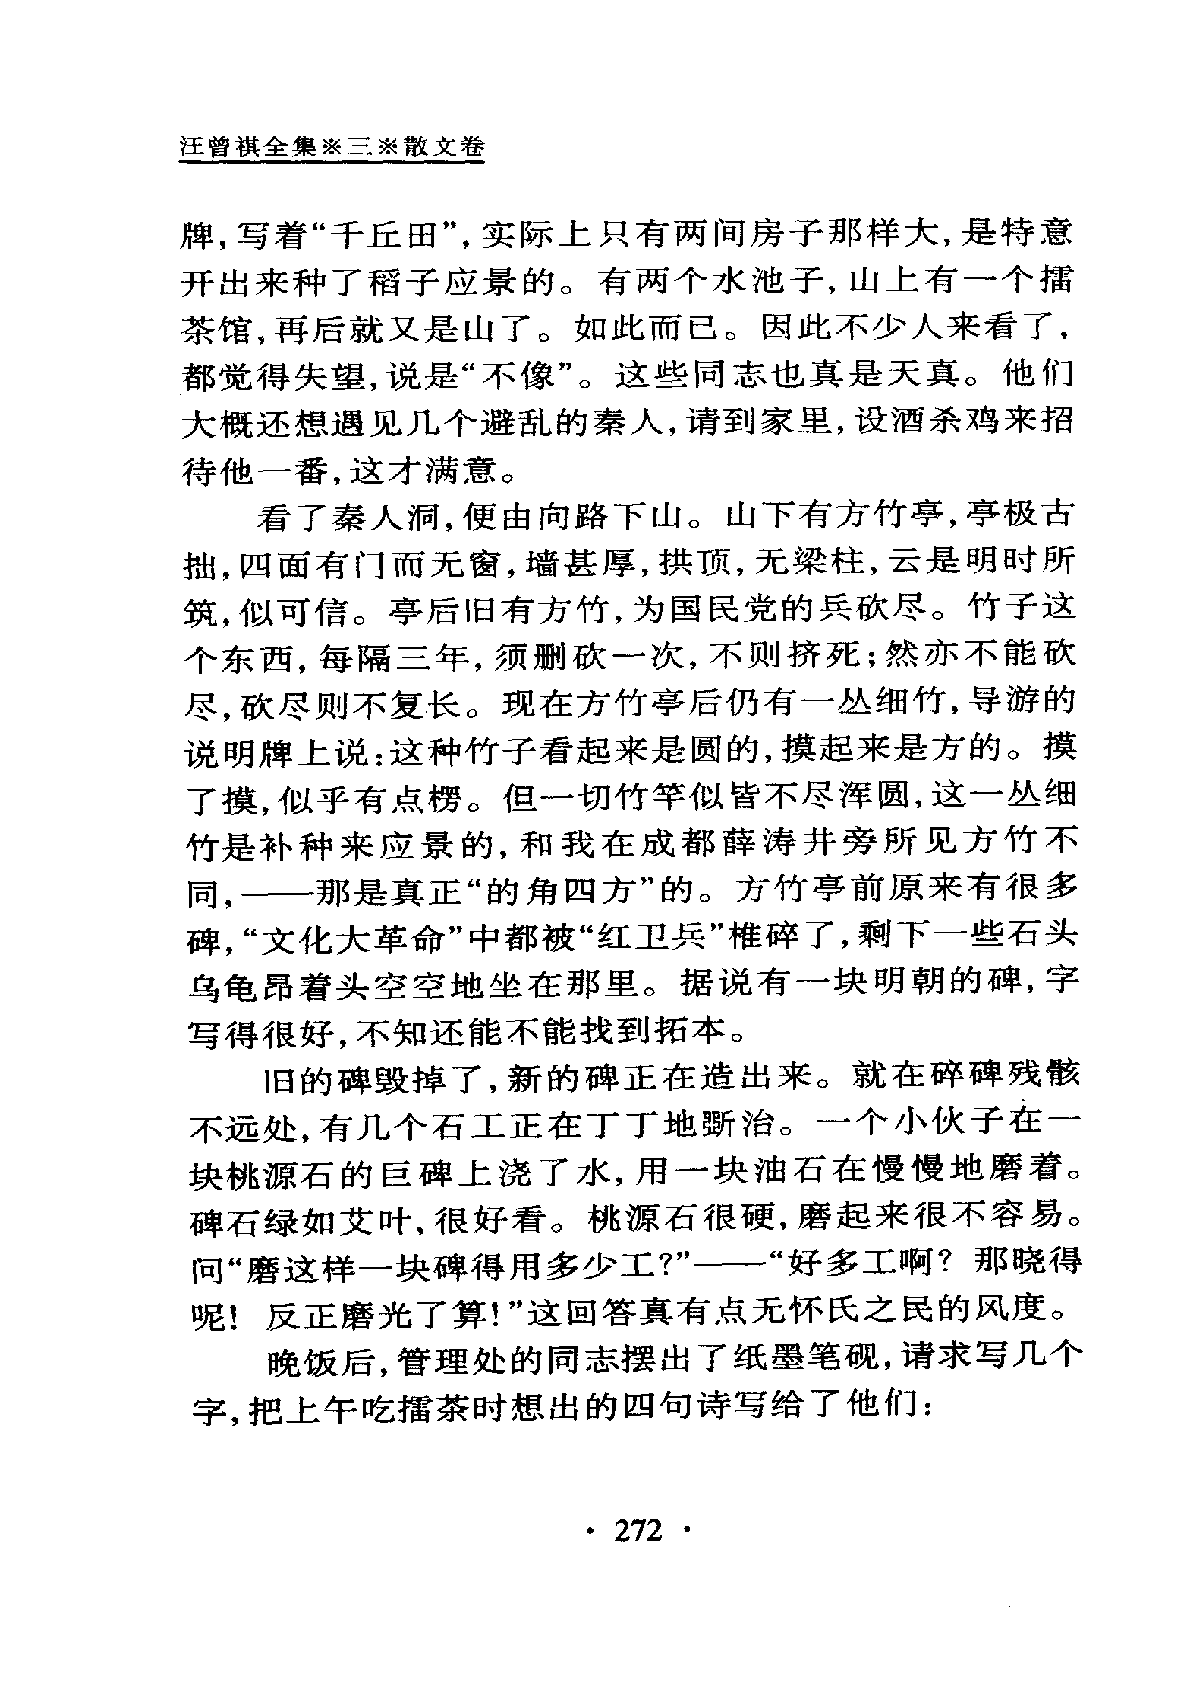 汪曾祺全集※三※散文卷
牌,写着“千丘田”,实际上只有两间房子那样大,是特意
开出来种了稻子应景的。有两个水池子,山上有一个擂
茶馆,再后就又是山了。如此而已。因此不少人来看了,
都觉得失望,说是“不像”。这些同志也真是天真。他们
大概还想遇见几个避乱的秦人,请到家里,设酒杀鸡来招
待他一番,这才满意。
看了秦人洞,便由向路下山。山下有方竹亭,亭极古
拙,四面有门而无窗,墙甚厚,拱顶,无梁柱,云是明时所
筑,似可信。亭后旧有方竹,为国民党的兵砍尽。竹子这
个东西,每隔三年,须删砍一次,不则挤死;然亦不能砍
尽,砍尽则不复长。现在方竹亭后仍有一丛细竹,导游的
说明牌上说:这种竹子看起来是圆的,摸起来是方的。摸
了摸,似乎有点楞。但一切竹竿似皆不尽浑圆,这一丛细
竹是补种来应景的,和我在成都薛涛井旁所见方竹不
同,——那是真正“的角四方”的。方竹亭前原来有很多
碑,“文化大革命”中都被“红卫兵”椎碎了,剩下一些石头
乌龟昂着头空空地坐在那里。据说有一块明朝的碑,字
写得很好,不知还能不能找到拓本。
旧的碑毁掉了,新的碑正在造出来。就在碎碑残骸
不远处,有几个石工正在丁丁地斲治。一个小伙子在一
块桃源石的巨碑上浇了水,用一块油石在慢慢地磨着。
碑石绿如艾叶,很好看。桃源石很硬,磨起来很不容易。
问“磨这样一块碑得用多少工?”——“好多工啊?那晓得
呢!反正磨光了算!”这回答真有点无怀氏之民的风度。
晚饭后,管理处的同志摆出了纸墨笔砚,请求写几个
字,把上午吃擂茶时想出的四句诗写给了他们:
· 272 ·